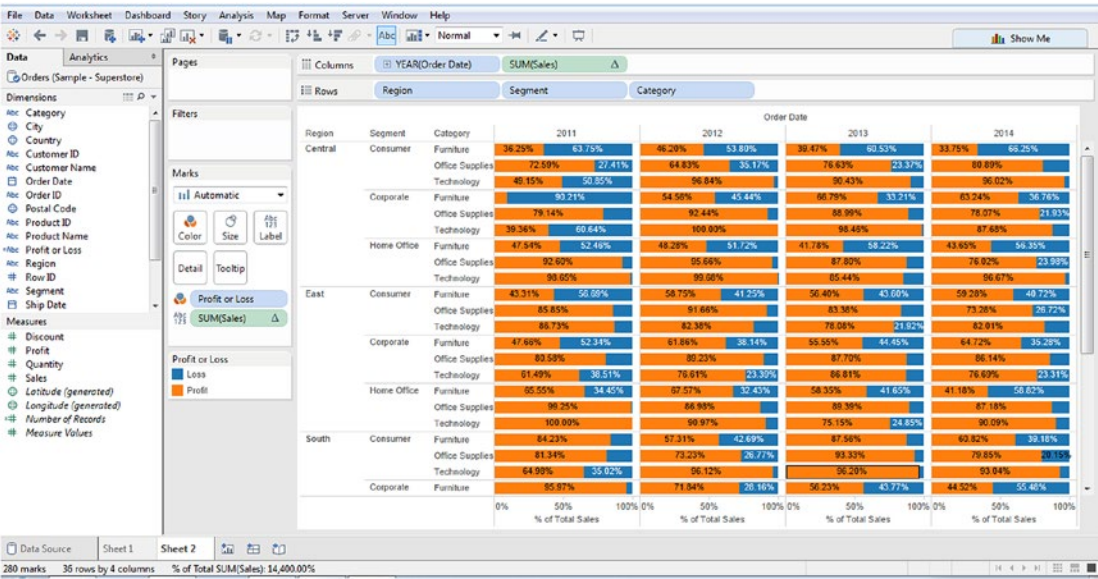 File Data Worksheet Dashboard Story Analysis Map Format Server Window Help
Abc Normal Show Me
Data Analytics
Orders (Sample - Superstore)
Dimensions
Abc Category
City
Country
Abc Customer ID
Abc Customer Name
Order Date
Abc Order ID
Postal Code
Abc Product ID
Abc Product Name
Abc Profit or Loss
Abc Region
# Row ID
Abc Segment
Ship Date
Measures
# Discount
# Profit
# Quantity
# Sales
Latitude (generated)
Longitude (generated)
# Number of Records
# Measure Values
Pages
Filters
Marks
Automatic
Color Size Label
Detail Tooltip
Profit or Loss
SUM(Sales) Δ
Profit or Loss
Loss
Profit
Columns YEAR(Order Date) SUM(Sales) Δ
Rows Region Segment Category
Order Date
Region Segment Category 2011 2012 2013 2014
Central Consumer Furniture 36.25% 63.75% 46.20% 53.80% 39.47% 60.53% 33.75% 66.25%
Office Supplies 72.59% 27.41% 64.83% 35.17% 76.63% 23.37% 80.89%
Technology 49.15% 50.85% 96.84% 90.43% 96.02%
Corporate Furniture 90.21% 54.56% 45.44% 66.79% 33.21% 63.24% 36.76%
Office Supplies 79.14% 92.44% 88.99% 78.07% 21.93%
Technology 39.36% 60.64% 100.00% 98.46% 87.68%
Home Office Furniture 47.54% 52.46% 48.28% 51.72% 41.78% 58.22% 43.65% 56.35%
Office Supplies 92.60% 95.66% 87.80% 76.02% 23.98%
Technology 98.65% 99.68% 85.44% 96.67%
East Consumer Furniture 43.31% 56.69% 58.75% 41.25% 56.40% 43.60% 59.28% 40.72%
Office Supplies 85.85% 91.66% 83.38% 73.28% 26.72%
Technology 86.73% 82.38% 78.08% 21.92% 82.01%
Corporate Furniture 47.66% 52.34% 61.86% 38.14% 55.55% 44.45% 64.72% 35.28%
Office Supplies 80.58% 89.23% 87.70% 86.14%
Technology 61.49% 38.51% 76.61% 23.39% 86.81% 76.69% 23.31%
Home Office Furniture 65.55% 34.45% 67.57% 32.43% 58.35% 41.65% 41.18% 58.82%
Office Supplies 99.25% 86.98% 89.39% 87.18%
Technology 100.00% 90.97% 75.15% 24.85% 90.09%
South Consumer Furniture 84.23% 57.31% 42.69% 87.56% 60.82% 39.18%
Office Supplies 81.34% 73.23% 26.77% 93.33% 79.85% 20.15%
Technology 64.98% 35.02% 96.12% 96.20% 93.04%
Corporate Furniture 95.97% 71.84% 28.16% 56.23% 43.77% 44.52% 55.48%
0% 50% 100% 0% 50% 100% 0% 50% 100% 0% 50% 100%
% of Total Sales % of Total Sales % of Total Sales % of Total Sales
Data Source Sheet 1 Sheet 2
280 marks 36 rows by 4 columns % of Total SUM(Sales): 14,400.00%